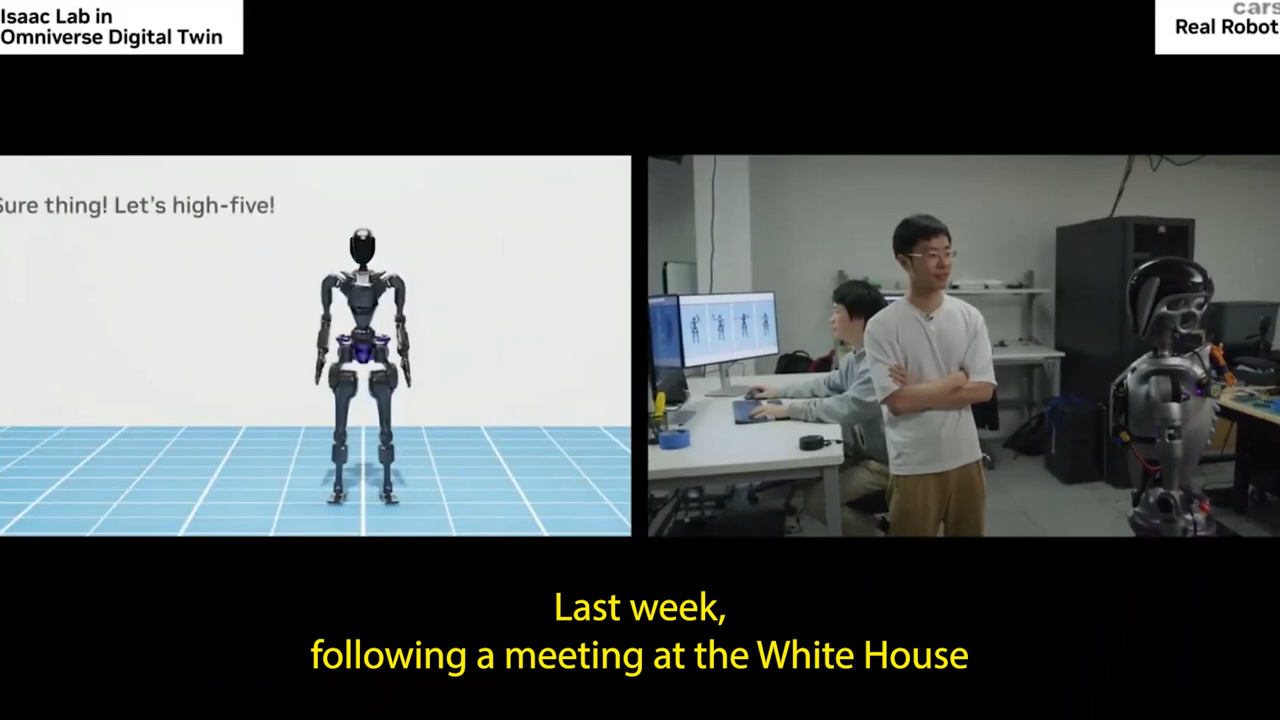 Isaac Lab in
Omniverse Digital Twin
cars
Real Robot
Sure thing! Let's high-five!
Last week,
following a meeting at the White House